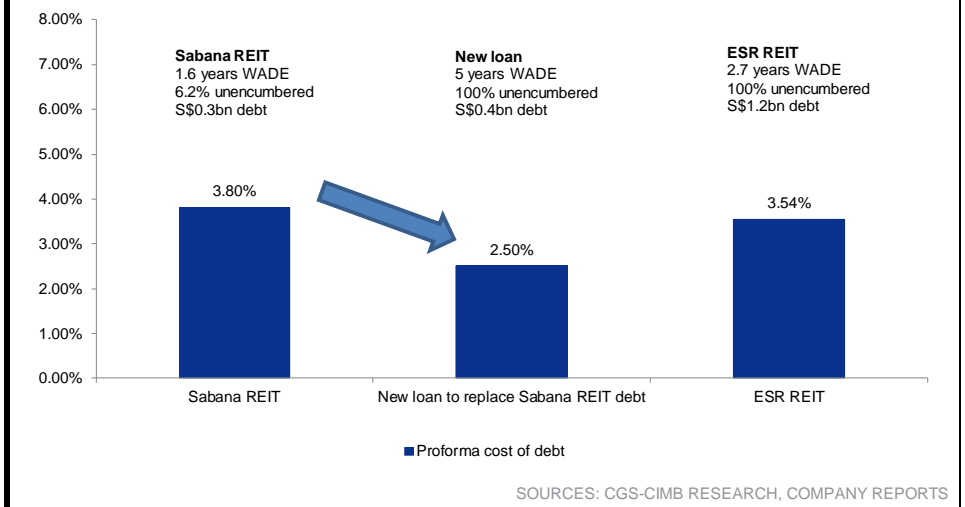 8.00%
7.00%
6.00%
5.00%
4.00%
3.00%
2.00%
1.00%
0.00%
Sabana REIT
1.6 years WADE
6.2% unencumbered
S$0.3bn debt
New loan
5 years WADE
100% unencumbered
S$0.4bn debt
ESR REIT
2.7 years WADE
100% unencumbered
S$1.2bn debt
3.80%
2.50%
3.54%
Sabana REIT
New loan to replace Sabana REIT debt
ESR REIT
Proforma cost of debt
SOURCES: CGS-CIMB RESEARCH, COMPANY REPORTS